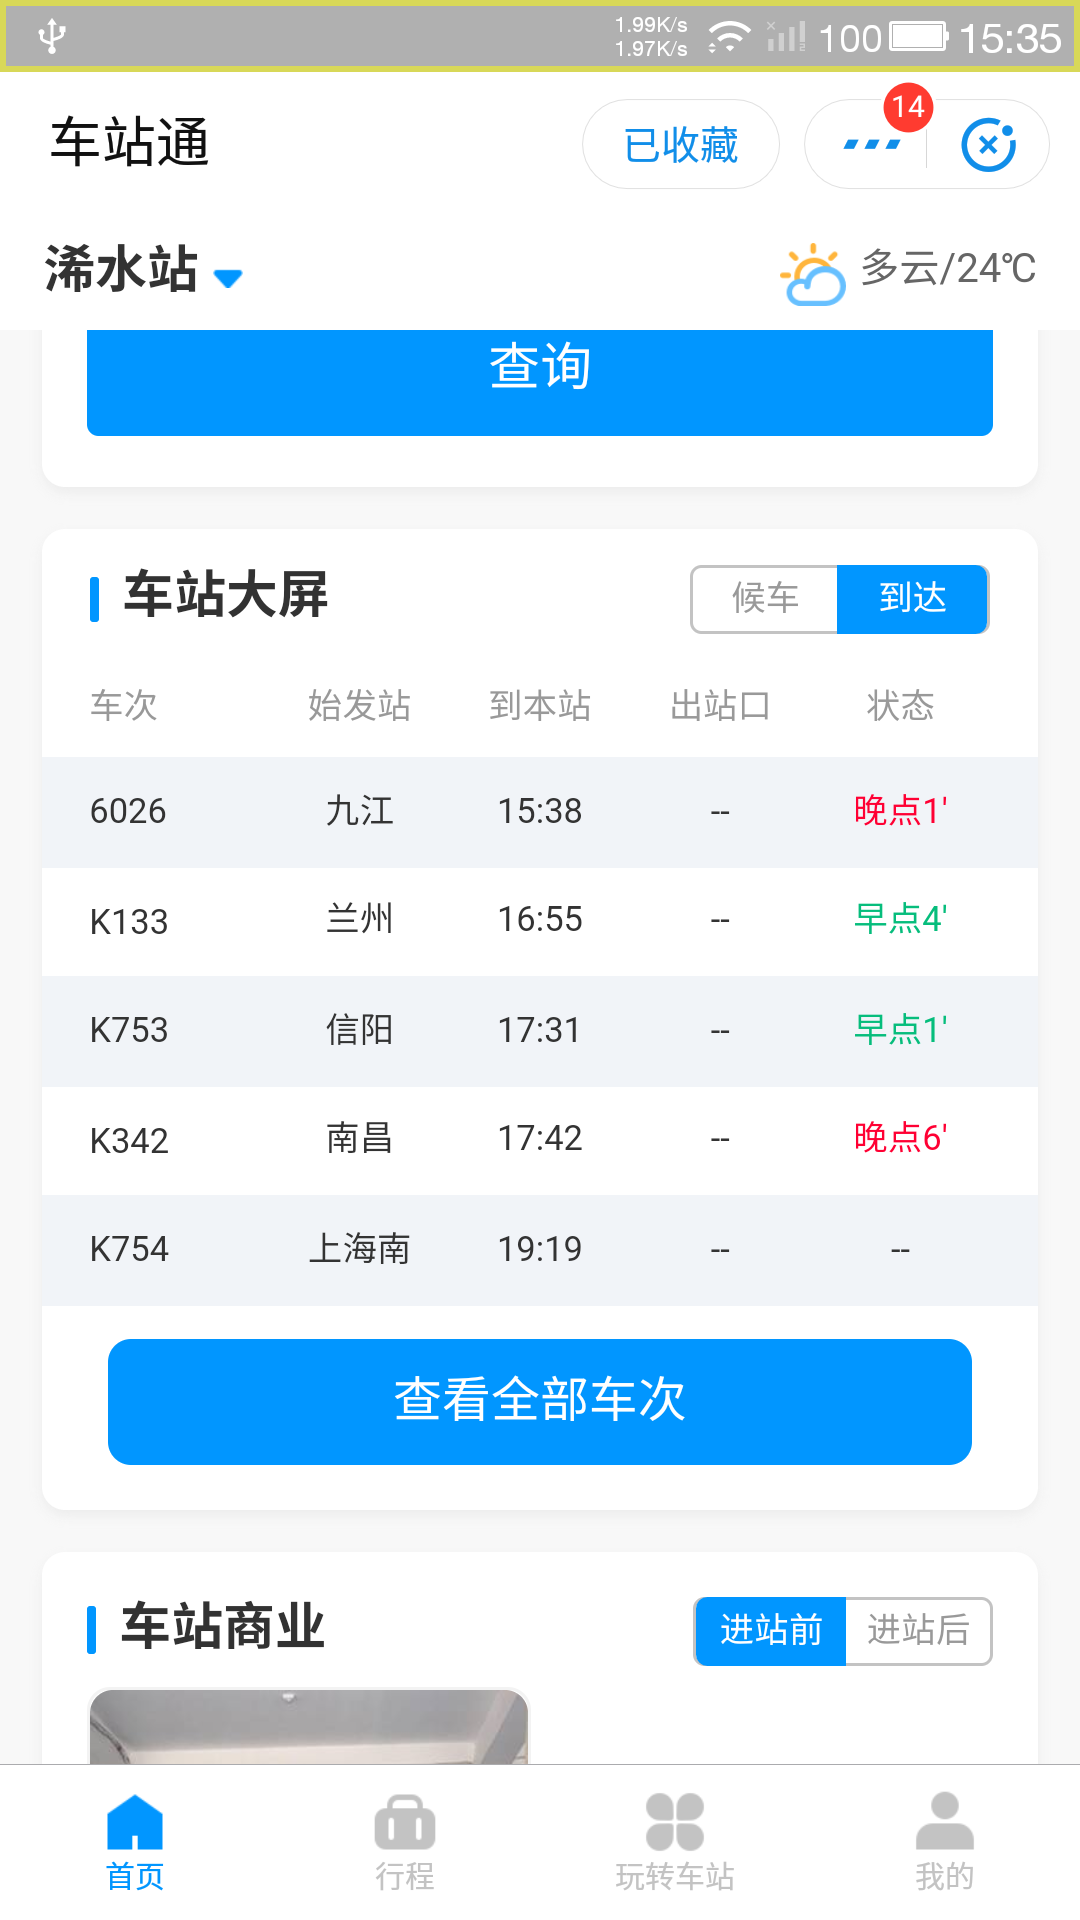 1.99K/s
1.97K/s
100
15:35
车站通
已收藏
14
浠水站
多云/24℃
查询
车站大屏
候车
到达
车次 始发站 到本站 出站口 状态
6026 九江 15:38 -- 晚点1'
K133 兰州 16:55 -- 早点4'
K753 信阳 17:31 -- 早点1'
K342 南昌 17:42 -- 晚点6'
K754 上海南 19:19 -- --
查看全部车次
车站商业
进站前
进站后
首页 行程 玩转车站 我的